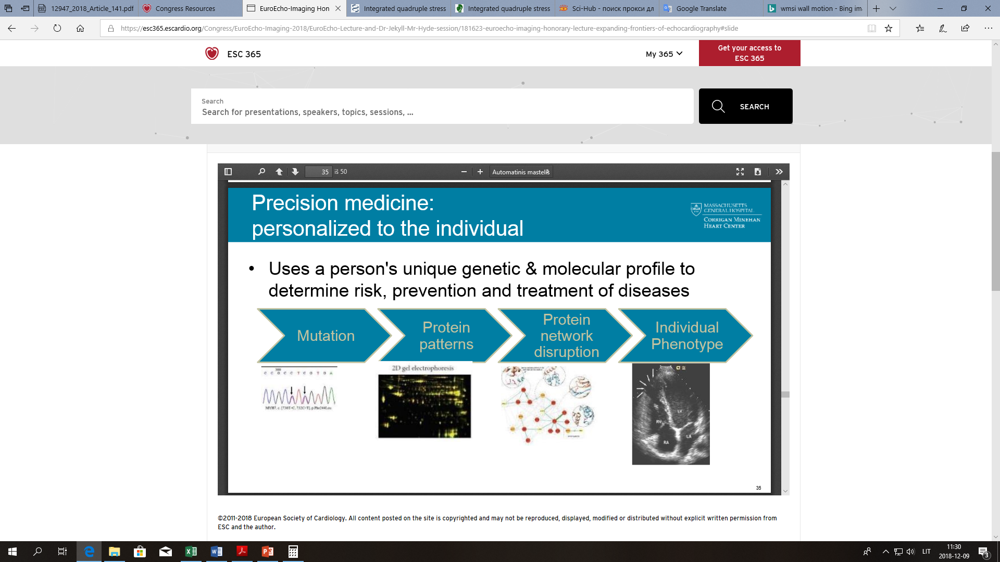 12947_2018_Article_141.pdf
Congress Resources
EuroEcho-Imaging Hon
Integrated quadruple stress
Integrated quadruple stress
Sci-Hub - поиск прокси дл
Google Translate
wmsi wall motion - Bing im
https://esc365.escardio.org/Congress/EuroEcho-Imaging-2018/EuroEcho-Lecture-and-Dr-Jekyll-Mr-Hyde-session/181623-euroecho-imaging-honorary-lecture-expanding-frontiers-of-echocardiography#slide
ESC 365
My 365
Get your access to
ESC 365
Search
Search for presentations, speakers, topics, sessions, ...
SEARCH
35 iš 50
Automatinis mastelis
Precision medicine:
personalized to the individual
MGH
MASSACHUSETTS
GENERAL HOSPITAL
CORRIGAN MINEHAN
HEART CENTER
• Uses a person's unique genetic & molecular profile to
determine risk, prevention and treatment of diseases
Mutation
Protein
patterns
Protein
network
disruption
Individual
Phenotype
300
C C G C C T C G T G A
MYH7, c. [730T>C, 732C>T], p.Phe244Leu
2D gel electrophoresis
LV
RV
LA
RA
35
©2011-2018 European Society of Cardiology. All content posted on the site is copyrighted and may not be reproduced, displayed, modified or distributed without explicit written permission from
ESC and the author.
LIT
11:30
2018-12-09
3